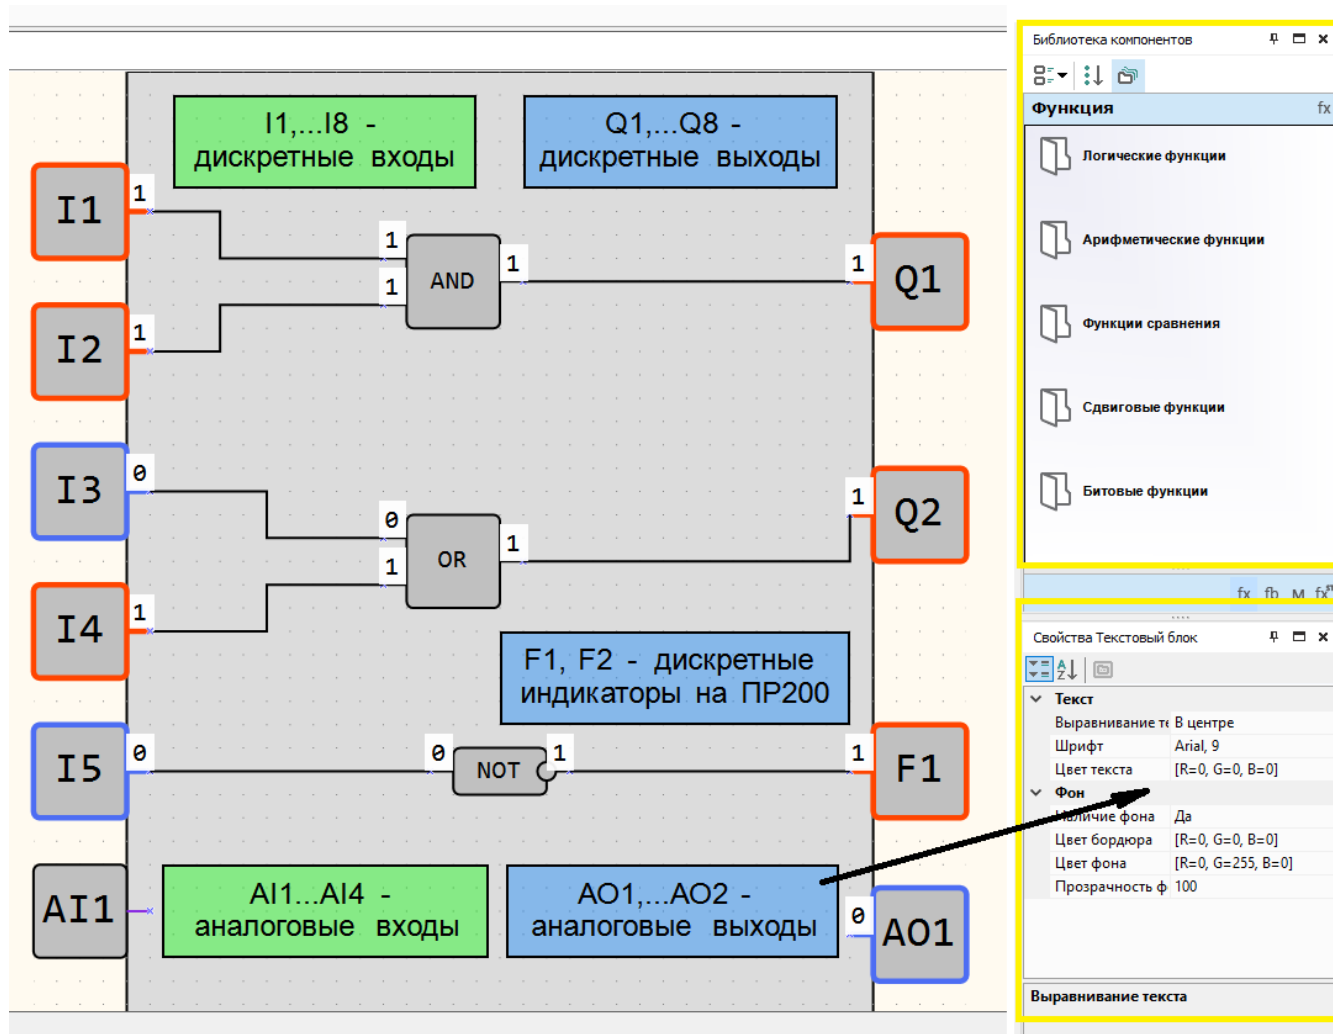 I1,...I8 -
дискретные входы
Q1,...Q8 -
дискретные выходы
I1
1
1
AND
1
1
1
Q1
I2
1
I3
0
0
OR
1
1
1
Q2
I4
1
F1, F2 - дискретные
индикаторы на ПР200
I5
0
0
NOT
1
1
F1
AI1
AI1...AI4 -
аналоговые входы
AO1,...AO2 -
аналоговые выходы
0
AO1
Библиотека компонентов
Функция fx
Логические функции
Арифметические функции
Функции сравнения
Сдвиговые функции
Битовые функции
fx fb M fx
Свойства Текстовый блок
Текст
Выравнивание те В центре
Шрифт Arial, 9
Цвет текста [R=0, G=0, B=0]
Фон
Наличие фона Да
Цвет бордюра [R=0, G=0, B=0]
Цвет фона [R=0, G=255, B=0]
Прозрачность ф 100
Выравнивание текста